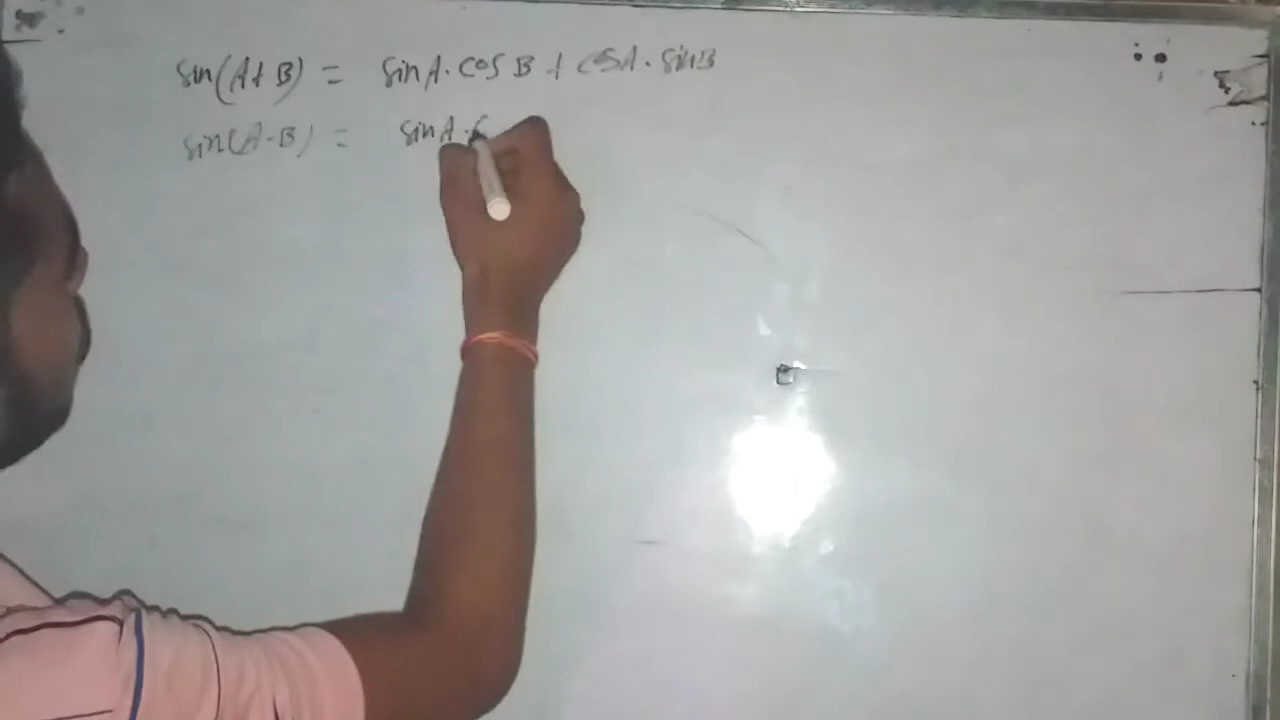 sin(A+B) = sinA.cosB + cosA.sinB
sin(A-B) = sinA.c